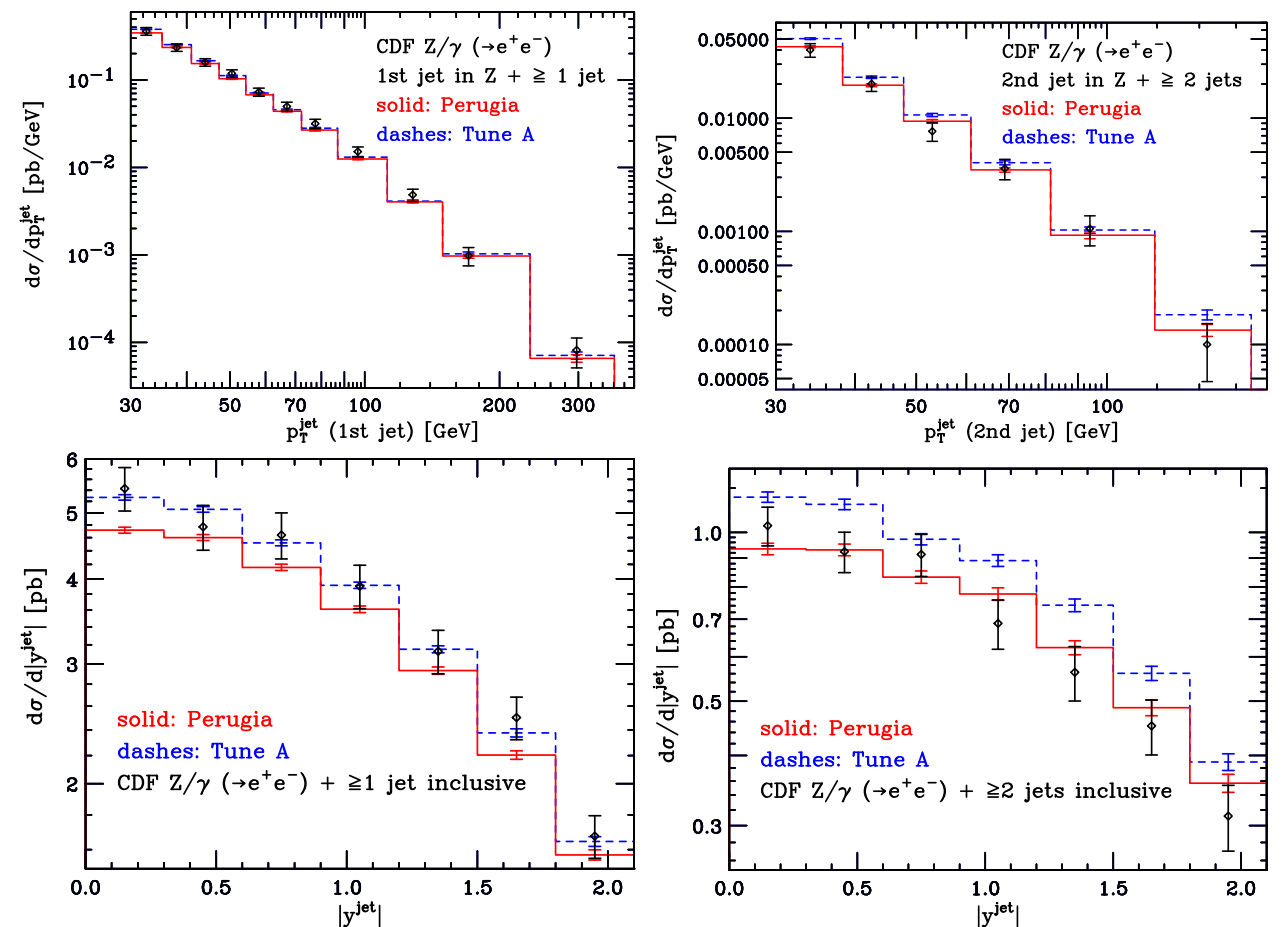 CDF Z/γ (→e⁺e⁻)
1st jet in Z + ≧ 1 jet
solid: Perugia
dashes: Tune A
10⁻¹
10⁻²
10⁻³
10⁻⁴
dσ/dp_T^jet [pb/GeV]
30 50 70 100 200 300
p_T^jet (1st jet) [GeV]
CDF Z/γ (→e⁺e⁻)
2nd jet in Z + ≧ 2 jets
solid: Perugia
dashes: Tune A
0.05000
0.01000
0.00500
0.00100
0.00050
0.00010
0.00005
dσ/dp_T^jet [pb/GeV]
30 50 100
p_T^jet (2nd jet) [GeV]
6
5
4
3
2
dσ/d|y^jet| [pb]
solid: Perugia
dashes: Tune A
CDF Z/γ (→e⁺e⁻) + ≧1 jet inclusive
0.0 0.5 1.0 1.5 2.0
|y^jet|
1.0
0.7
0.5
0.3
dσ/d|y^jet| [pb]
solid: Perugia
dashes: Tune A
CDF Z/γ (→e⁺e⁻) + ≧2 jets inclusive
0.0 0.5 1.0 1.5 2.0
|y^jet|